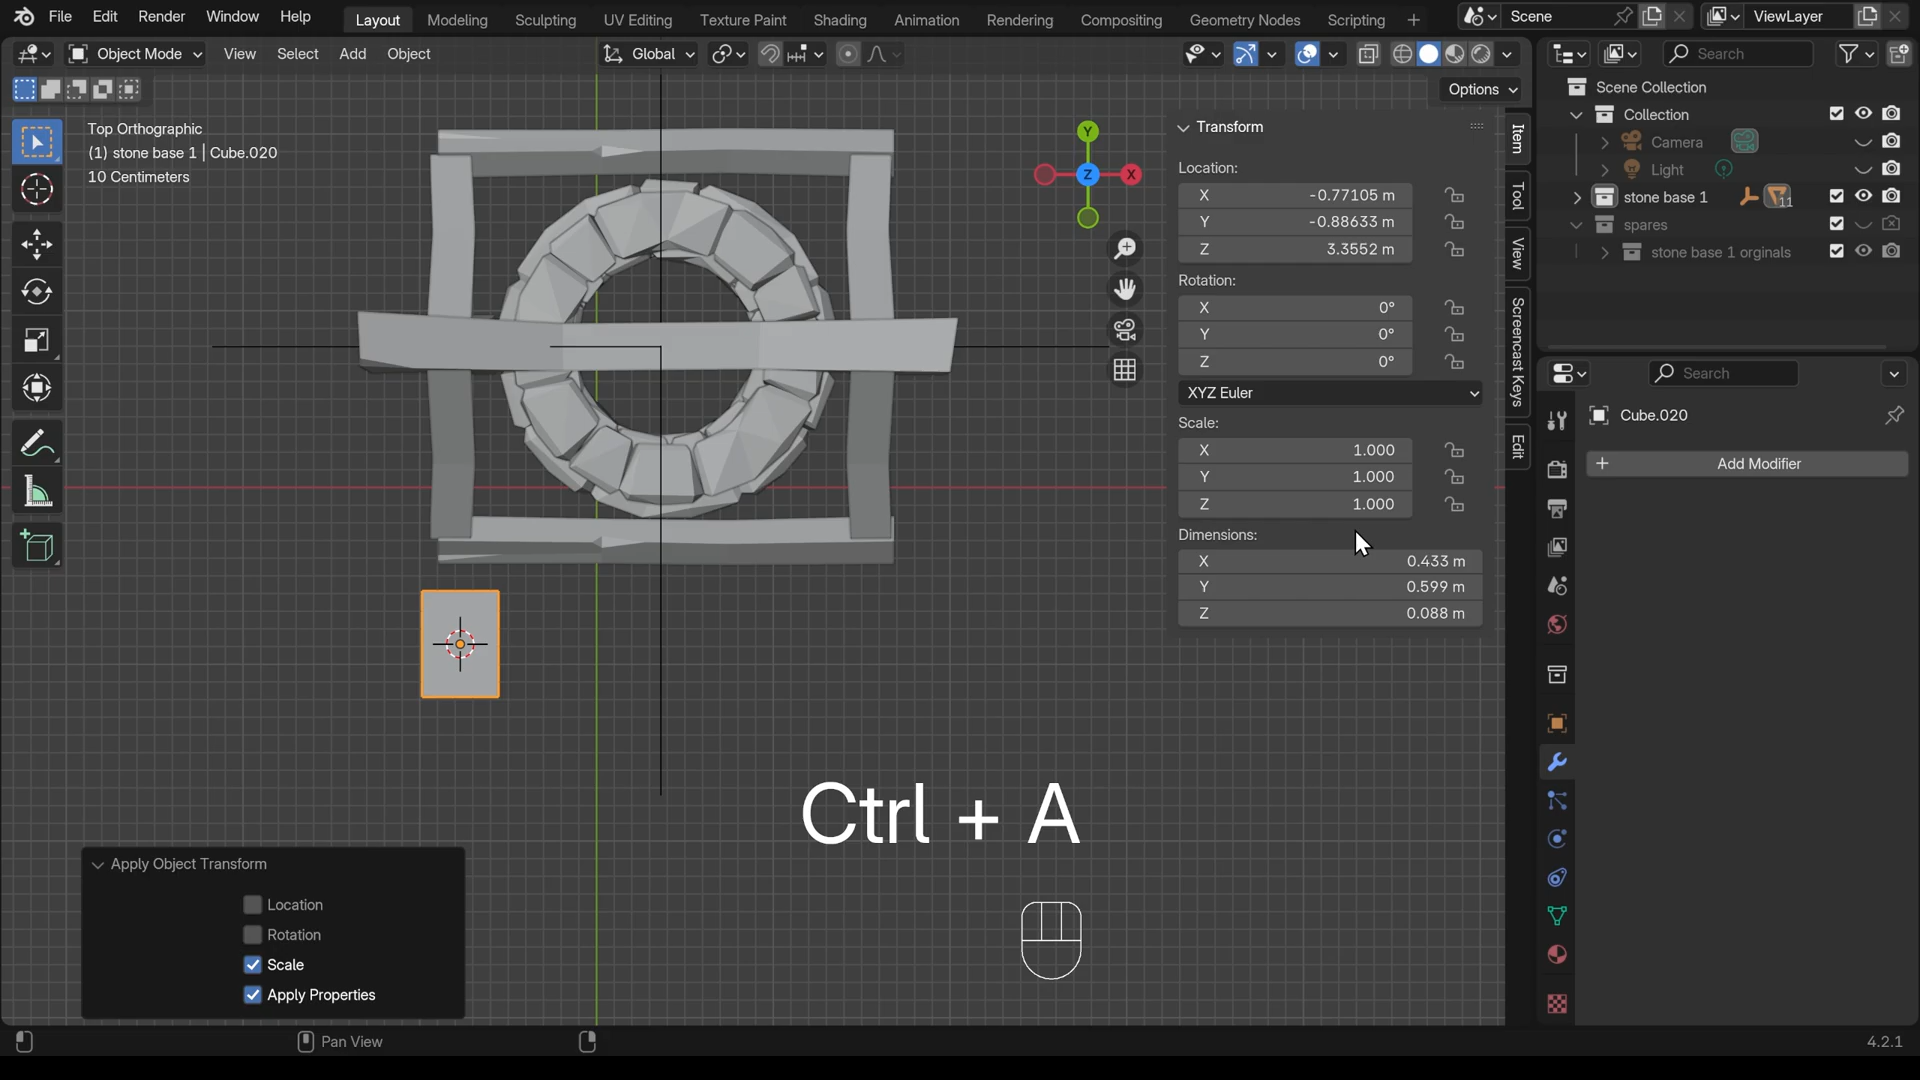 File Edit Render Window Help Layout Modeling Sculpting UV Editing Texture Paint Shading Animation Rendering Compositing Geometry Nodes Scripting + Scene ViewLayer
Object Mode View Select Add Object Global Search
Options
Top Orthographic
(1) stone base 1 | Cube.020
10 Centimeters
Y
X
Z
Transform
Location:
X -0.77105 m
Y -0.88633 m
Z 3.3552 m
Rotation:
X 0°
Y 0°
Z 0°
XYZ Euler
Scale:
X 1.000
Y 1.000
Z 1.000
Dimensions:
X 0.433 m
Y 0.599 m
Z 0.088 m
Item
Tool
View
Screencast Keys
Edit
Scene Collection
Collection
Camera
Light
stone base 1 11
spares
stone base 1 orginals
Search
Cube.020
+ Add Modifier
Ctrl + A
Apply Object Transform
Location
Rotation
Scale
Apply Properties
Pan View
4.2.1